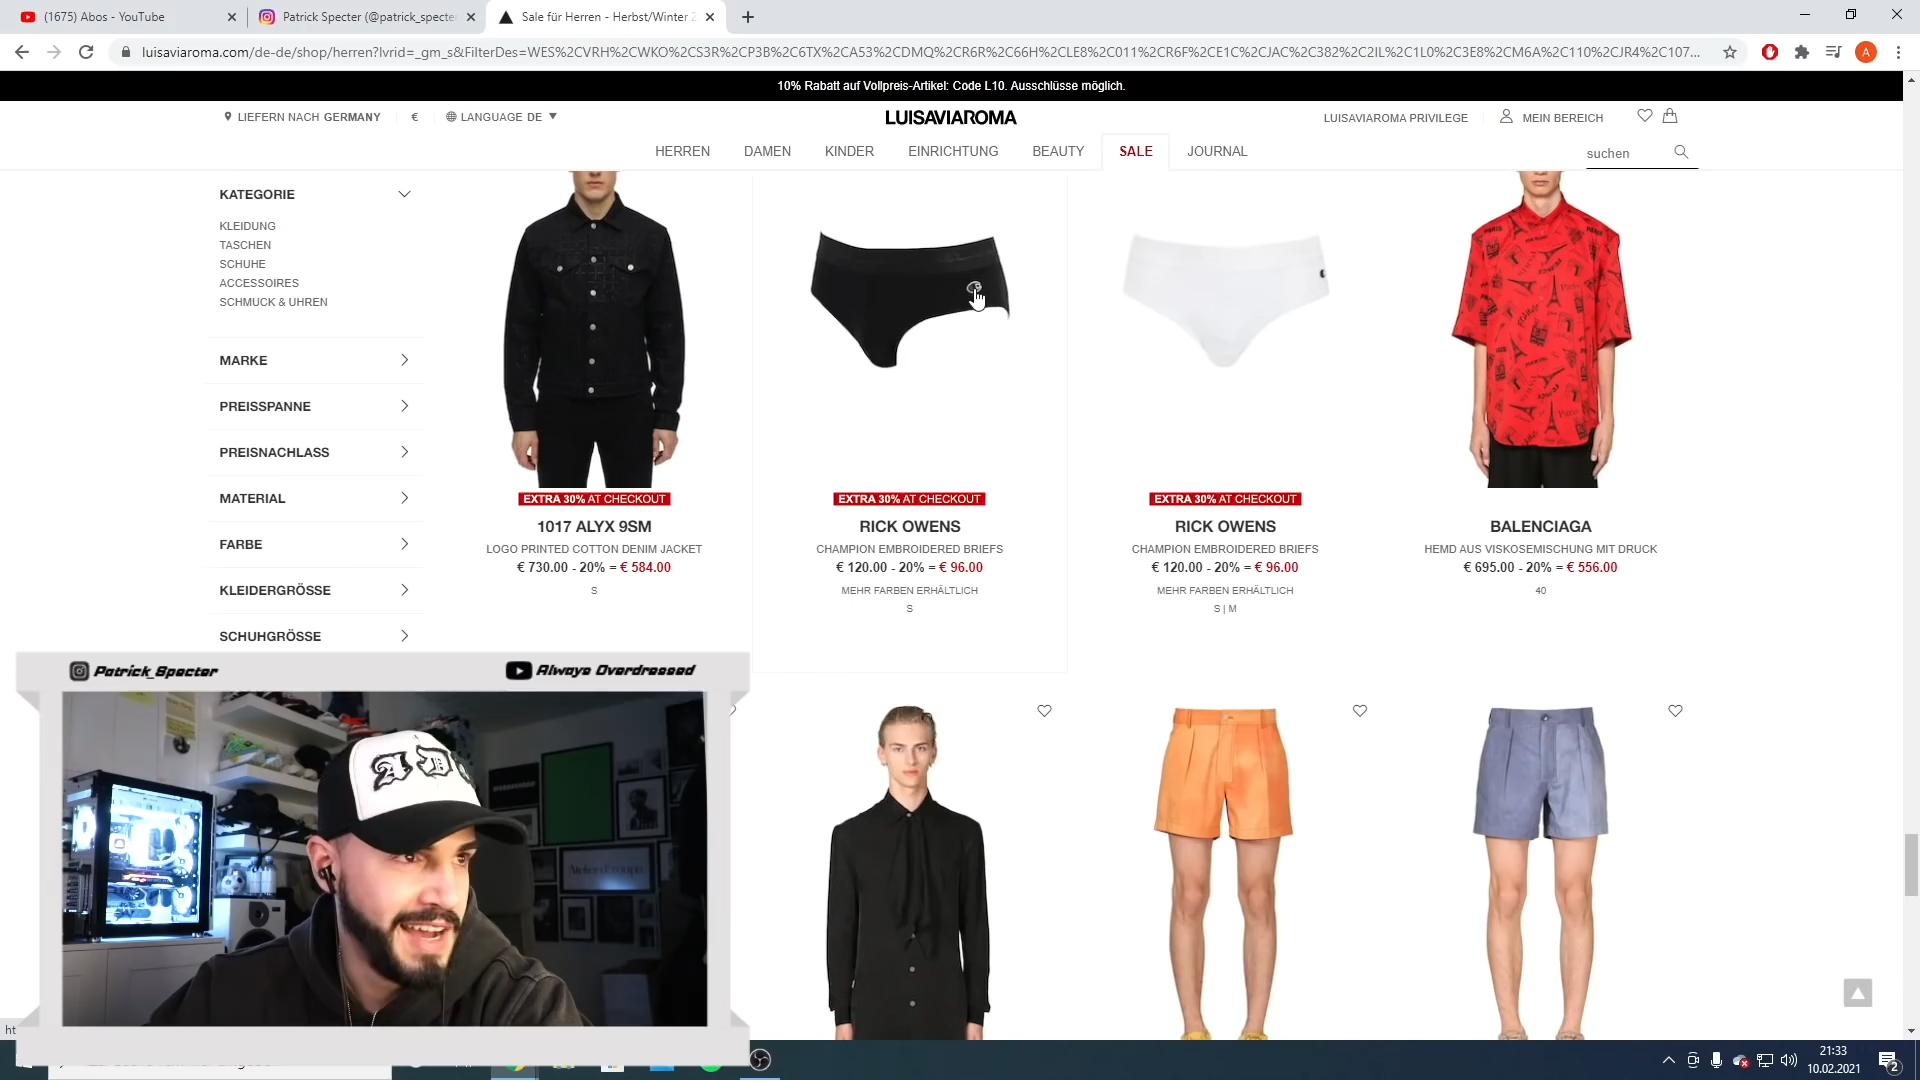 (1675) Abos - YouTube
Patrick Specter (@patrick_specter
Sale für Herren - Herbst/Winter 2
luisaviaroma.com/de-de/shop/herren?lvrid=_gm_s&FilterDes=WES%2CVRH%2CWKO%2CS3R%2CP3B%2C6TX%2CA53%2CDMQ%2CR6R%2C66H%2CLE8%2C011%2CR6F%2CE1C%2CJAC%2C382%2C2IL%2C1L0%2C3E8%2CM6A%2C110%2CJR4%2C107...
A
10% Rabatt auf Vollpreis-Artikel: Code L10. Ausschlüsse möglich.
LIEFERN NACH GERMANY € LANGUAGE DE
LUISAVIAROMA
LUISAVIAROMA PRIVILEGE MEIN BEREICH
HERREN DAMEN KINDER EINRICHTUNG BEAUTY SALE JOURNAL
suchen
KATEGORIE
KLEIDUNG
TASCHEN
SCHUHE
ACCESSOIRES
SCHMUCK & UHREN
MARKE
PREISSPANNE
PREISNACHLASS
MATERIAL
FARBE
KLEIDERGRÖSSE
SCHUHGRÖSSE
EXTRA 30% AT CHECKOUT
1017 ALYX 9SM
LOGO PRINTED COTTON DENIM JACKET
€ 730.00 - 20% = € 584.00
S
EXTRA 30% AT CHECKOUT
RICK OWENS
CHAMPION EMBROIDERED BRIEFS
€ 120.00 - 20% = € 96.00
MEHR FARBEN ERHÄLTLICH
S
EXTRA 30% AT CHECKOUT
RICK OWENS
CHAMPION EMBROIDERED BRIEFS
€ 120.00 - 20% = € 96.00
MEHR FARBEN ERHÄLTLICH
S | M
BALENCIAGA
HEMD AUS VISKOSEMISCHUNG MIT DRUCK
€ 695.00 - 20% = € 556.00
40
Patrick_Specter
Always Overdressed
ht
21:33
10.02.2021
2